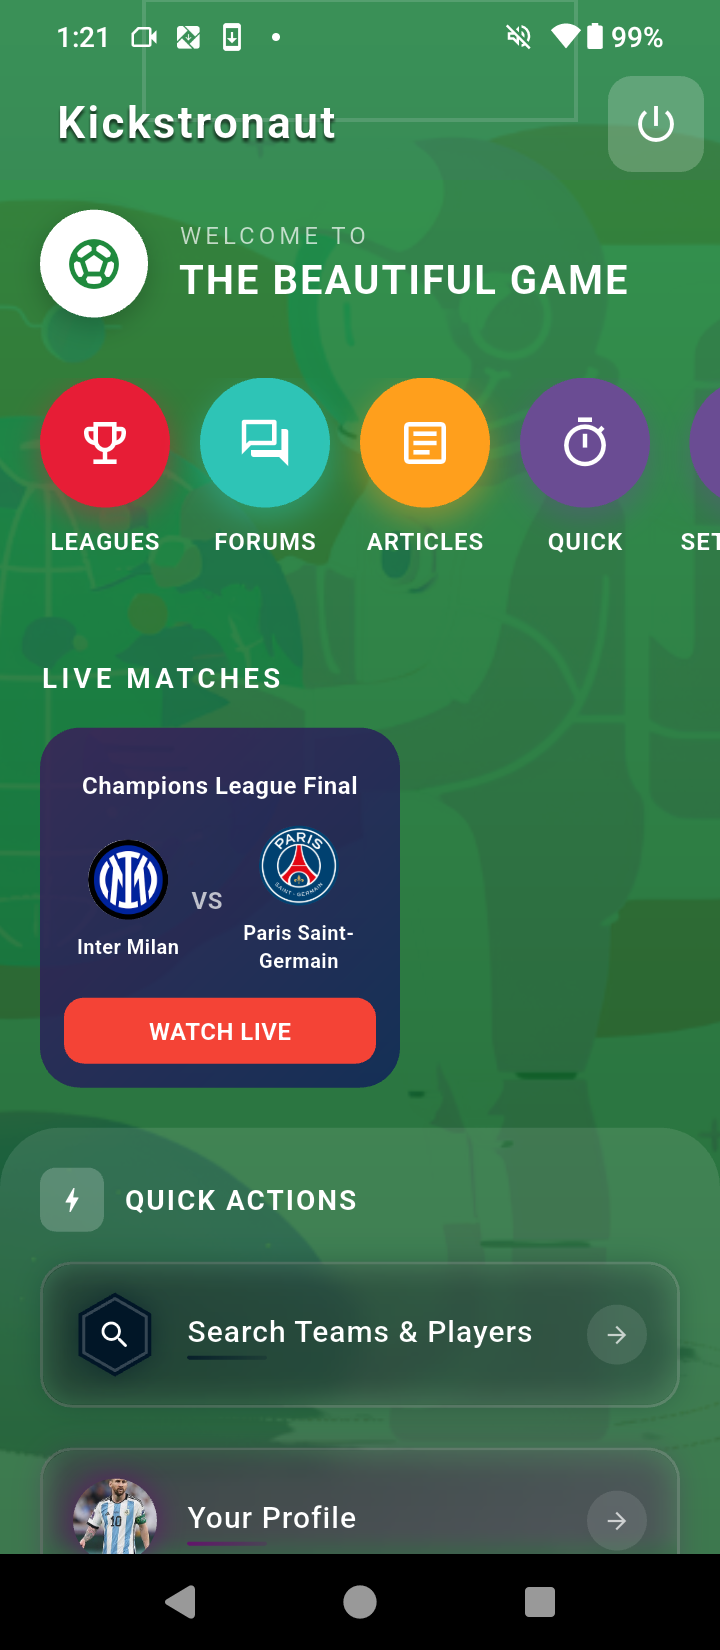 1:21
99%
Kickstronaut
WELCOME TO
THE BEAUTIFUL GAME
LEAGUES
FORUMS
ARTICLES
QUICK
SET
LIVE MATCHES
Champions League Final
PARIS
SAINT-GERMAIN
VS
Inter Milan
Paris Saint-
Germain
WATCH LIVE
QUICK ACTIONS
Search Teams & Players
10
Your Profile